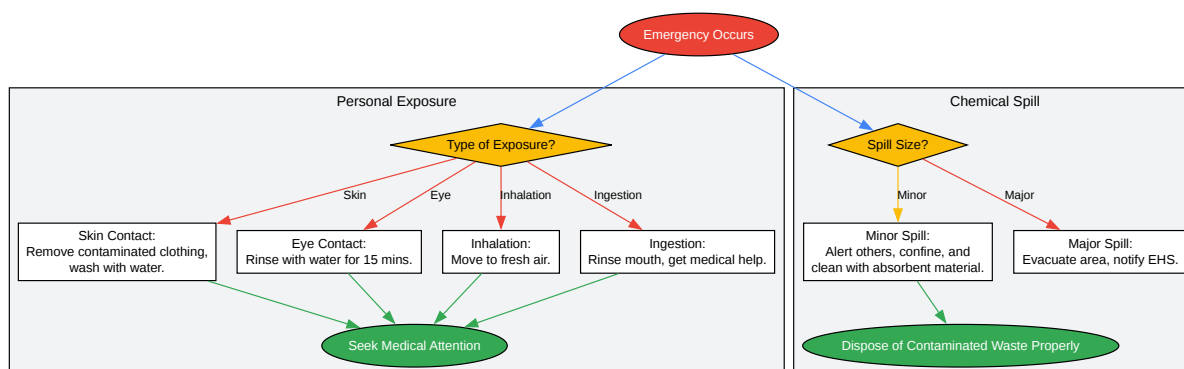 Emergency Occurs
Personal Exposure
Chemical Spill
Type of Exposure?
Spill Size?
Skin
Eye
Inhalation
Ingestion
Minor
Major
Skin Contact:
Remove contaminated clothing,
wash with water.
Eye Contact:
Rinse with water for 15 mins.
Inhalation:
Move to fresh air.
Ingestion:
Rinse mouth, get medical help.
Minor Spill:
Alert others, confine, and
clean with absorbent material.
Major Spill:
Evacuate area, notify EHS.
Seek Medical Attention
Dispose of Contaminated Waste Properly